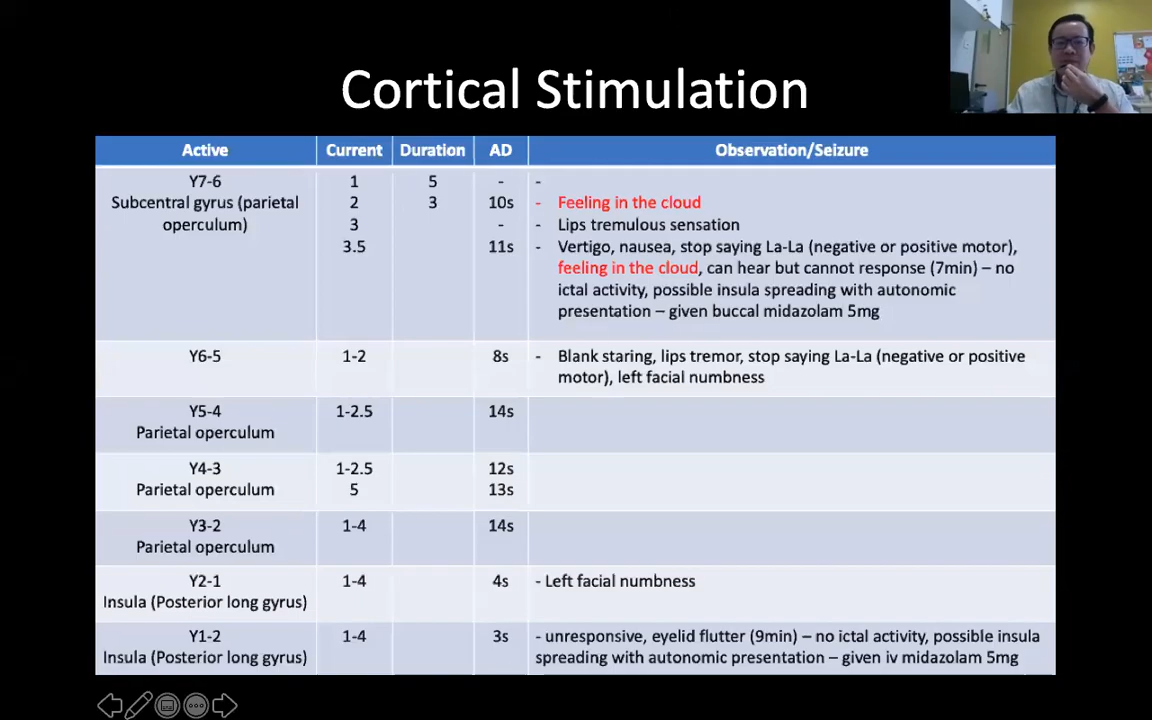 Cortical Stimulation
Active Current Duration AD Observation/Seizure
Y7-6 1 5 - -
Subcentral gyrus (parietal 2 3 10s - Feeling in the cloud
operculum) 3 - - Lips tremulous sensation
3.5 11s - Vertigo, nausea, stop saying La-La (negative or positive motor),
feeling in the cloud, can hear but cannot response (7min) – no
ictal activity, possible insula spreading with autonomic
presentation – given buccal midazolam 5mg
Y6-5 1-2 8s - Blank staring, lips tremor, stop saying La-La (negative or positive
motor), left facial numbness
Y5-4 1-2.5 14s
Parietal operculum
Y4-3 1-2.5 12s
Parietal operculum 5 13s
Y3-2 1-4 14s
Parietal operculum
Y2-1 1-4 4s - Left facial numbness
Insula (Posterior long gyrus)
Y1-2 1-4 3s - unresponsive, eyelid flutter (9min) – no ictal activity, possible insula
Insula (Posterior long gyrus) spreading with autonomic presentation – given iv midazolam 5mg